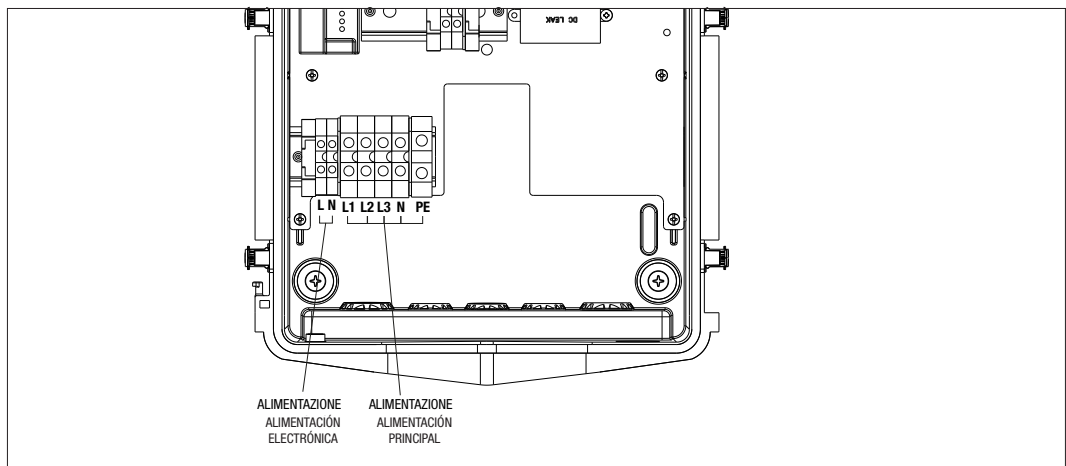 DC LEAK
L N L1 L2 L3 N PE
ALIMENTAZIONE
ALIMENTACIÓN
ELECTRÓNICA
ALIMENTAZIONE
ALIMENTACIÓN
PRINCIPAL